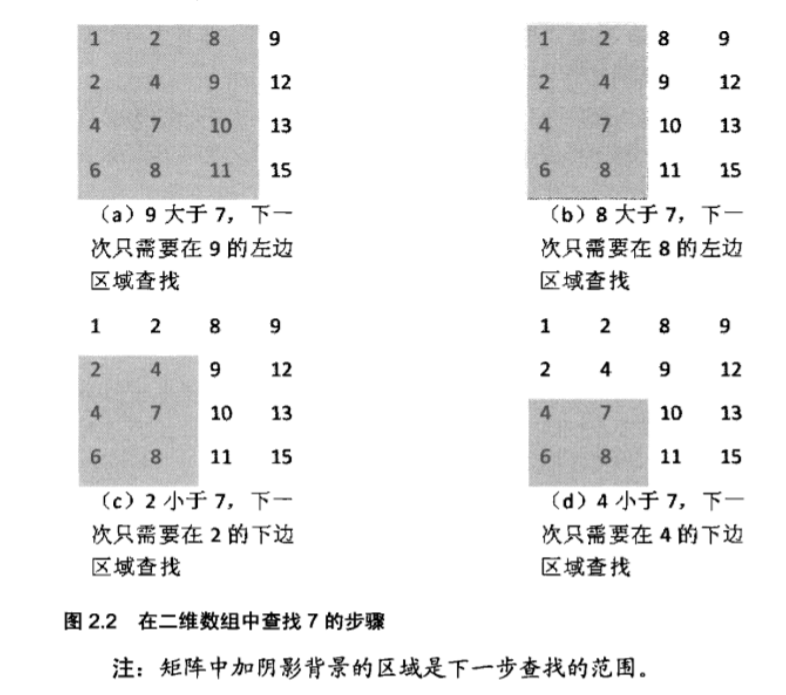 1 2 8 9
2 4 9 12
4 7 10 13
6 8 11 15
（a）9 大于 7，下一
次只需要在 9 的左边
区域查找
1 2 8 9
2 4 9 12
4 7 10 13
6 8 11 15
（b）8 大于 7，下一
次只需要在 8 的左边
区域查找
1 2 8 9
2 4 9 12
4 7 10 13
6 8 11 15
（c）2 小于 7，下一
次只需要在 2 的下边
区域查找
1 2 8 9
2 4 9 12
4 7 10 13
6 8 11 15
（d）4 小于 7，下一
次只需要在 4 的下边
区域查找
图 2.2 在二维数组中查找 7 的步骤
注：矩阵中加阴影背景的区域是下一步查找的范围。